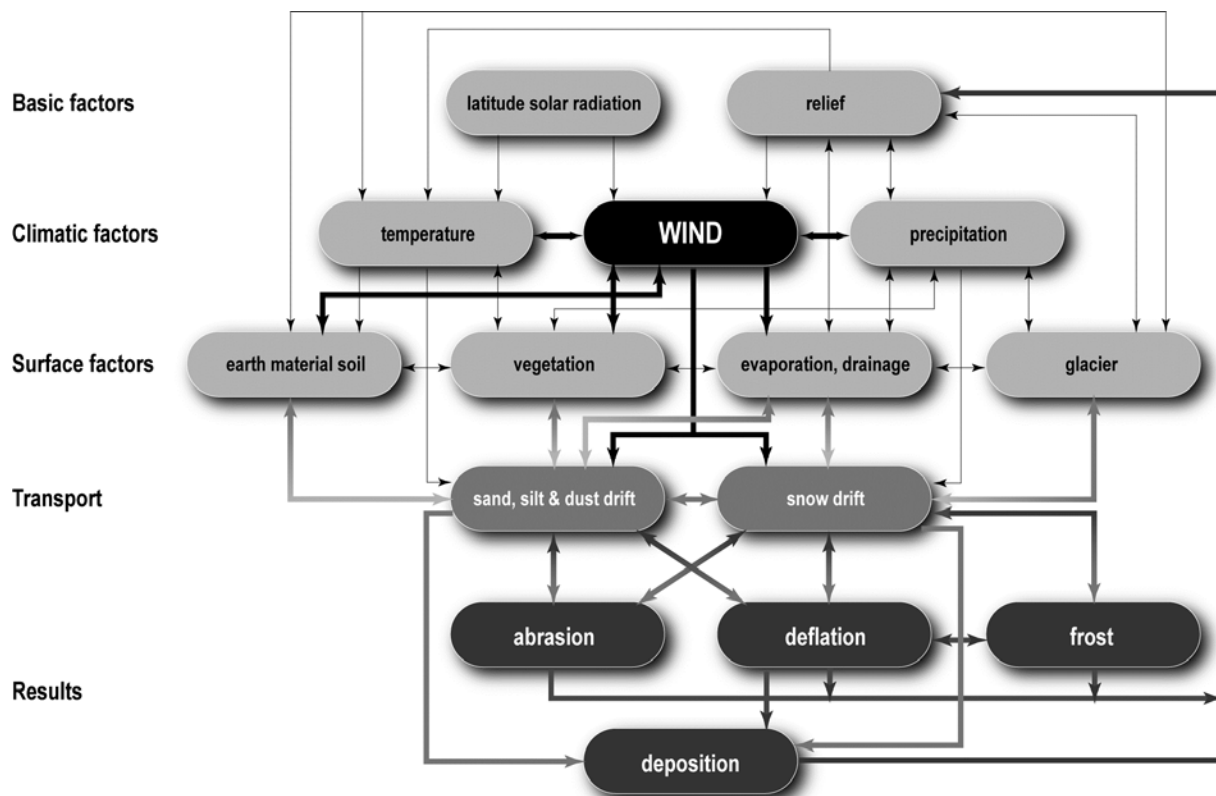 Basic factors
latitude solar radiation
relief
Climatic factors
temperature
WIND
precipitation
Surface factors
earth material soil
vegetation
evaporation, drainage
glacier
Transport
sand, silt & dust drift
snow drift
abrasion
deflation
frost
Results
deposition